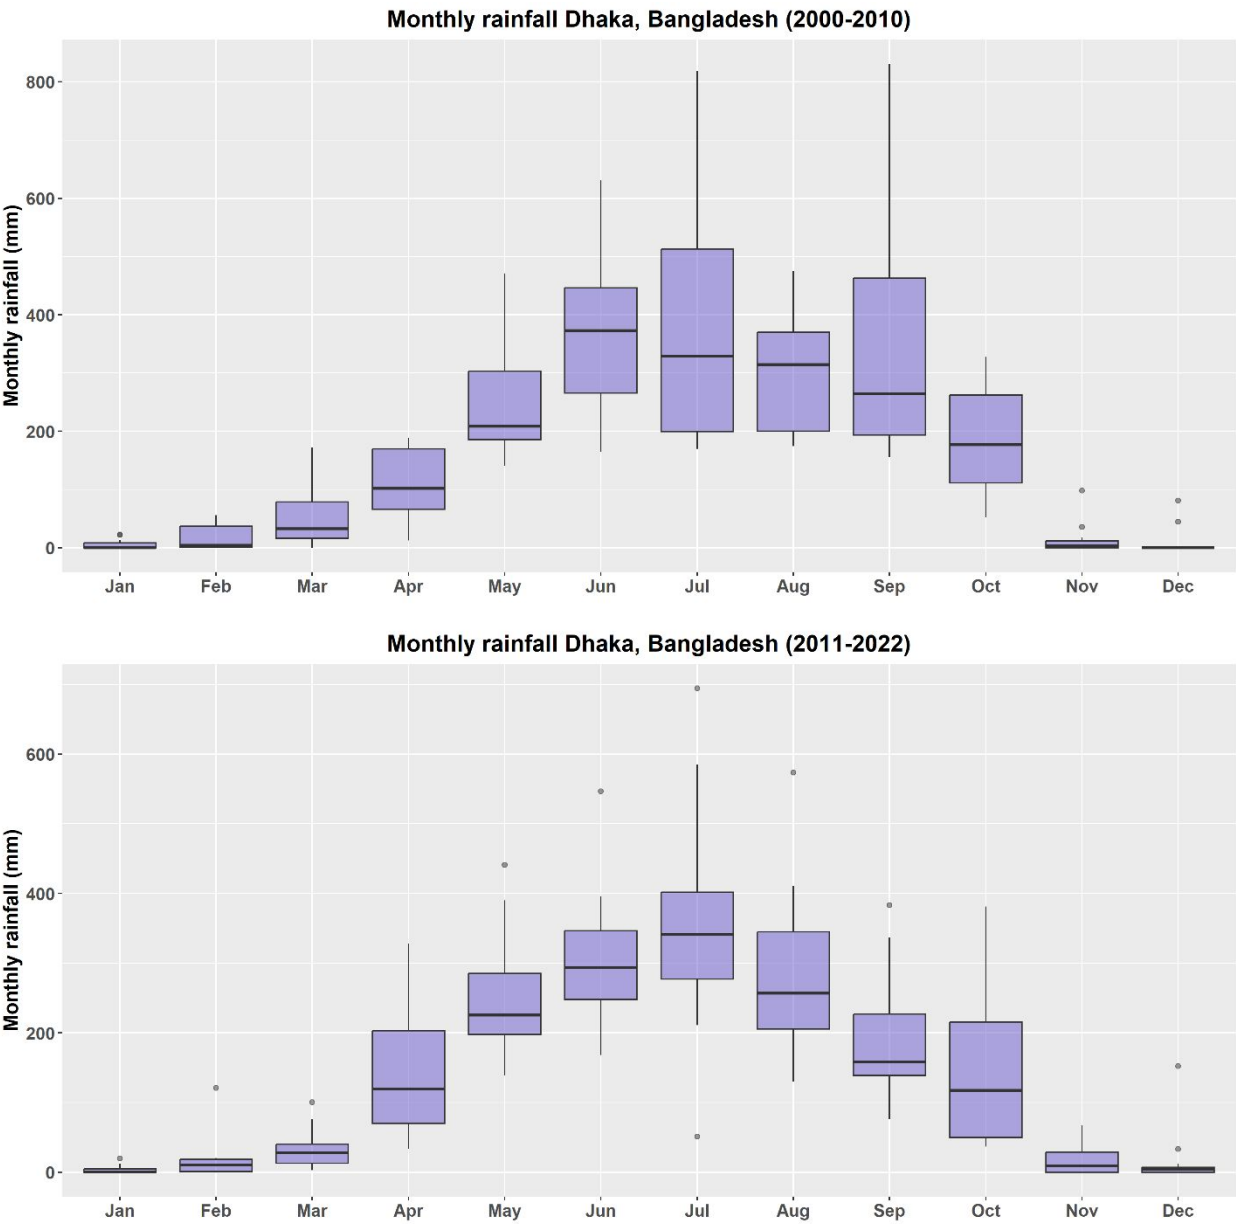 Monthly rainfall Dhaka, Bangladesh (2000-2010)
Monthly rainfall (mm)
800
600
400
200
0
Jan Feb Mar Apr May Jun Jul Aug Sep Oct Nov Dec
Monthly rainfall Dhaka, Bangladesh (2011-2022)
Monthly rainfall (mm)
600
400
200
0
Jan Feb Mar Apr May Jun Jul Aug Sep Oct Nov Dec